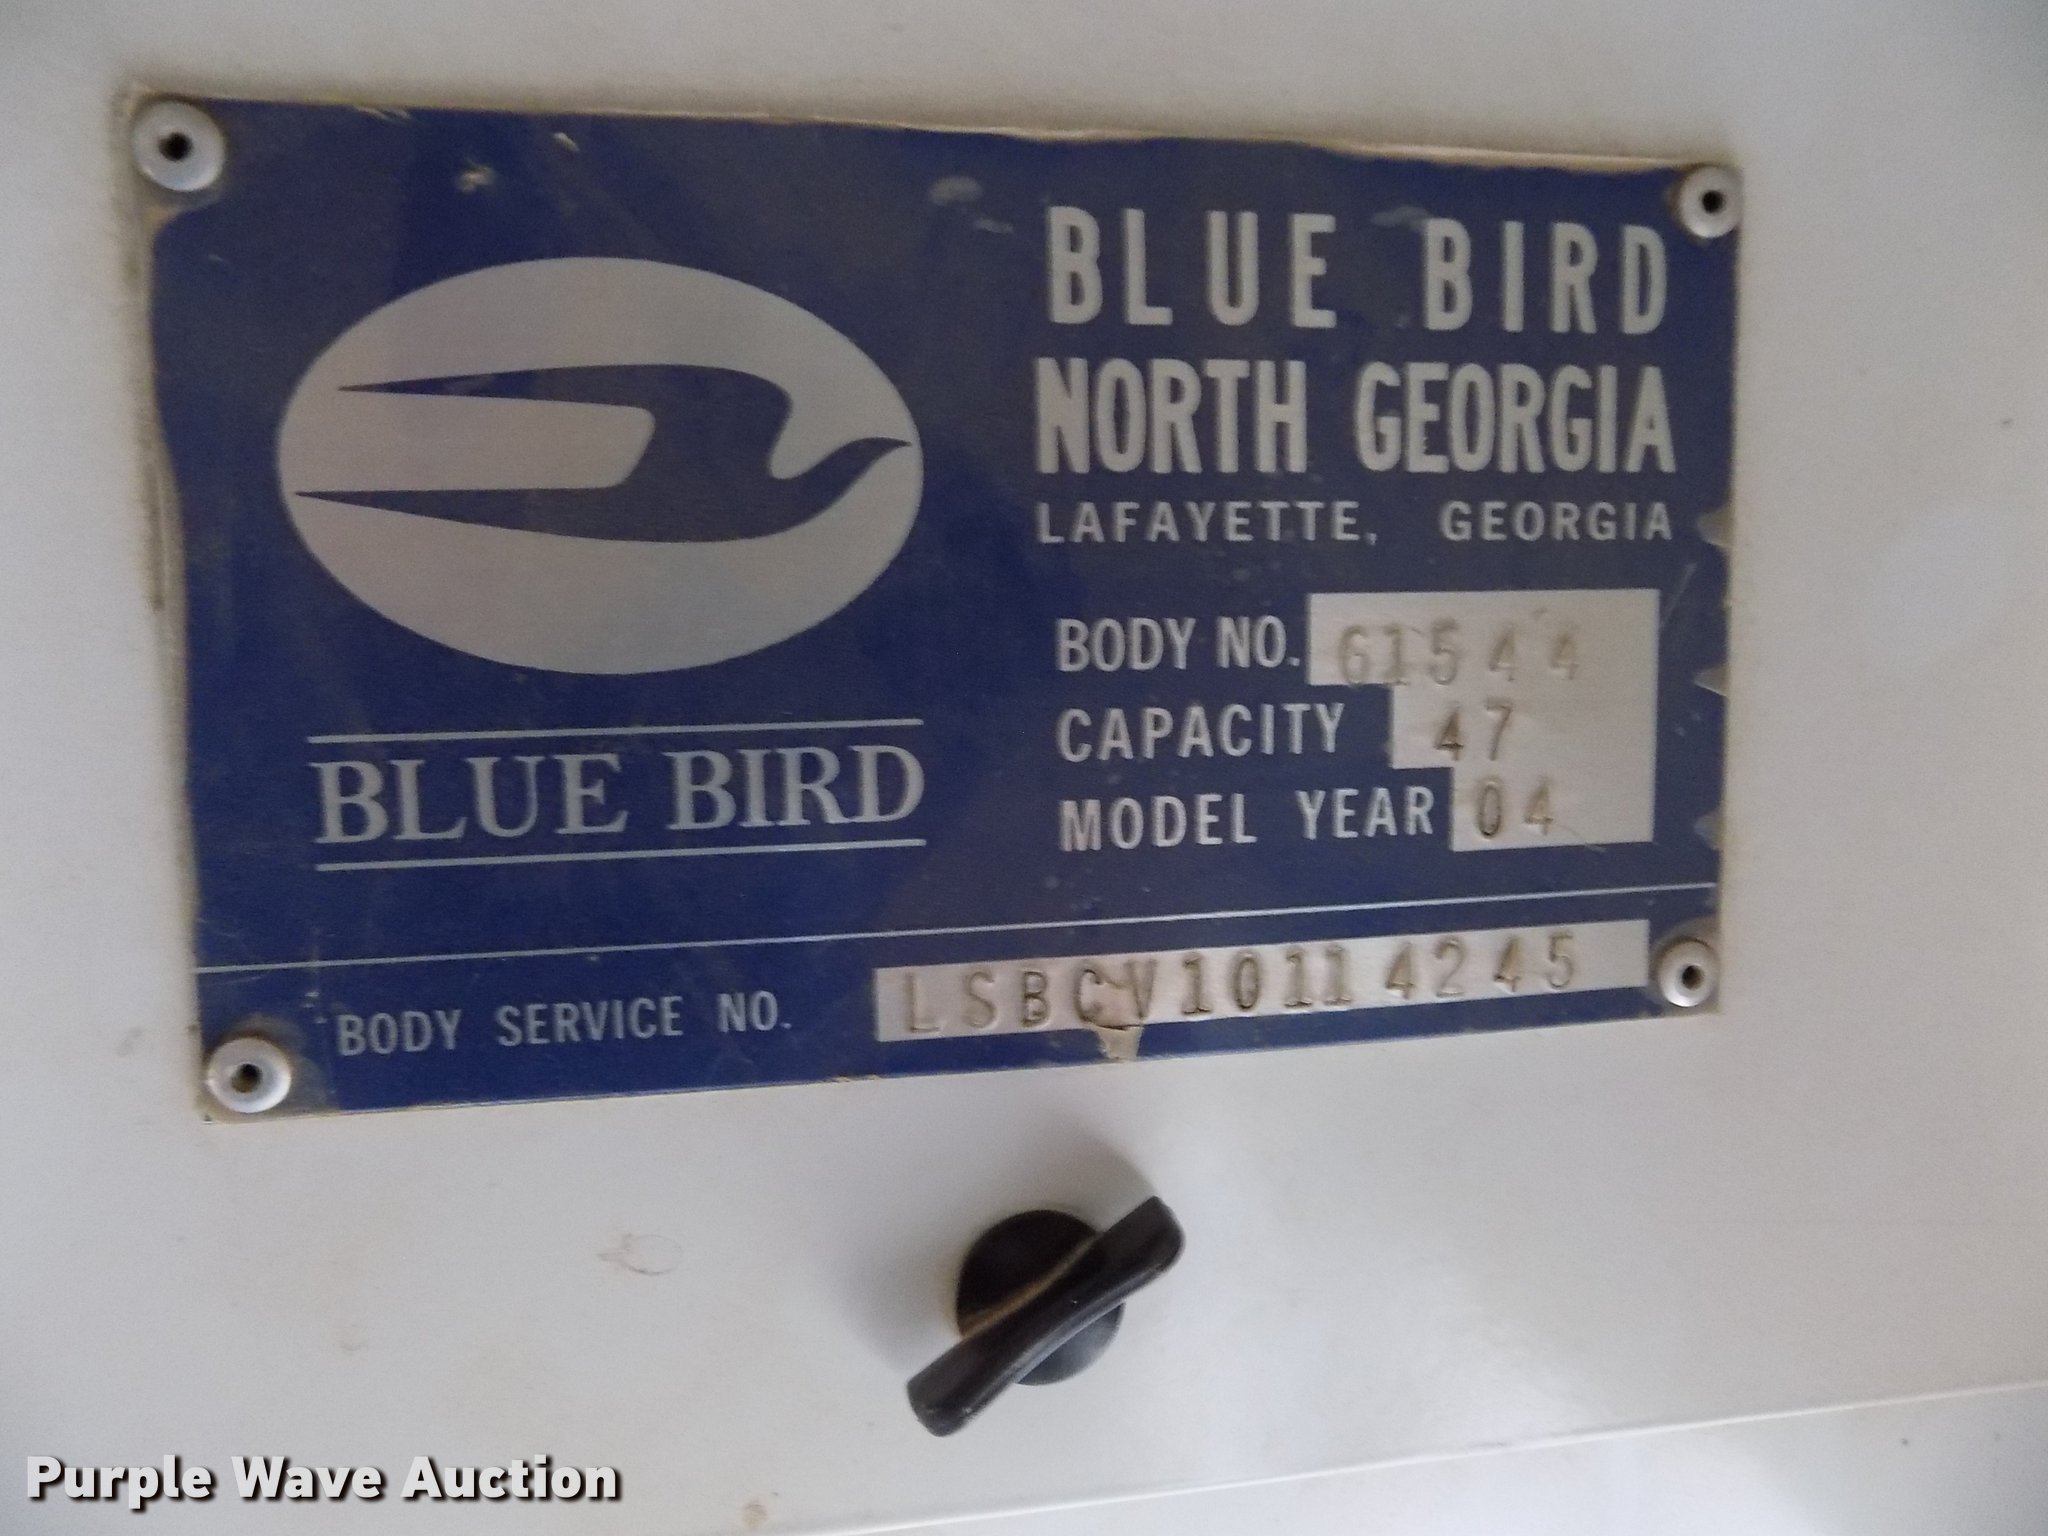 BLUE BIRD
NORTH GEORGIA
LAFAYETTE, GEORGIA
BODY NO. 61544
CAPACITY 47
MODEL YEAR 04
BLUE BIRD
BODY SERVICE NO. LSBCV10114245
Purple Wave Auction